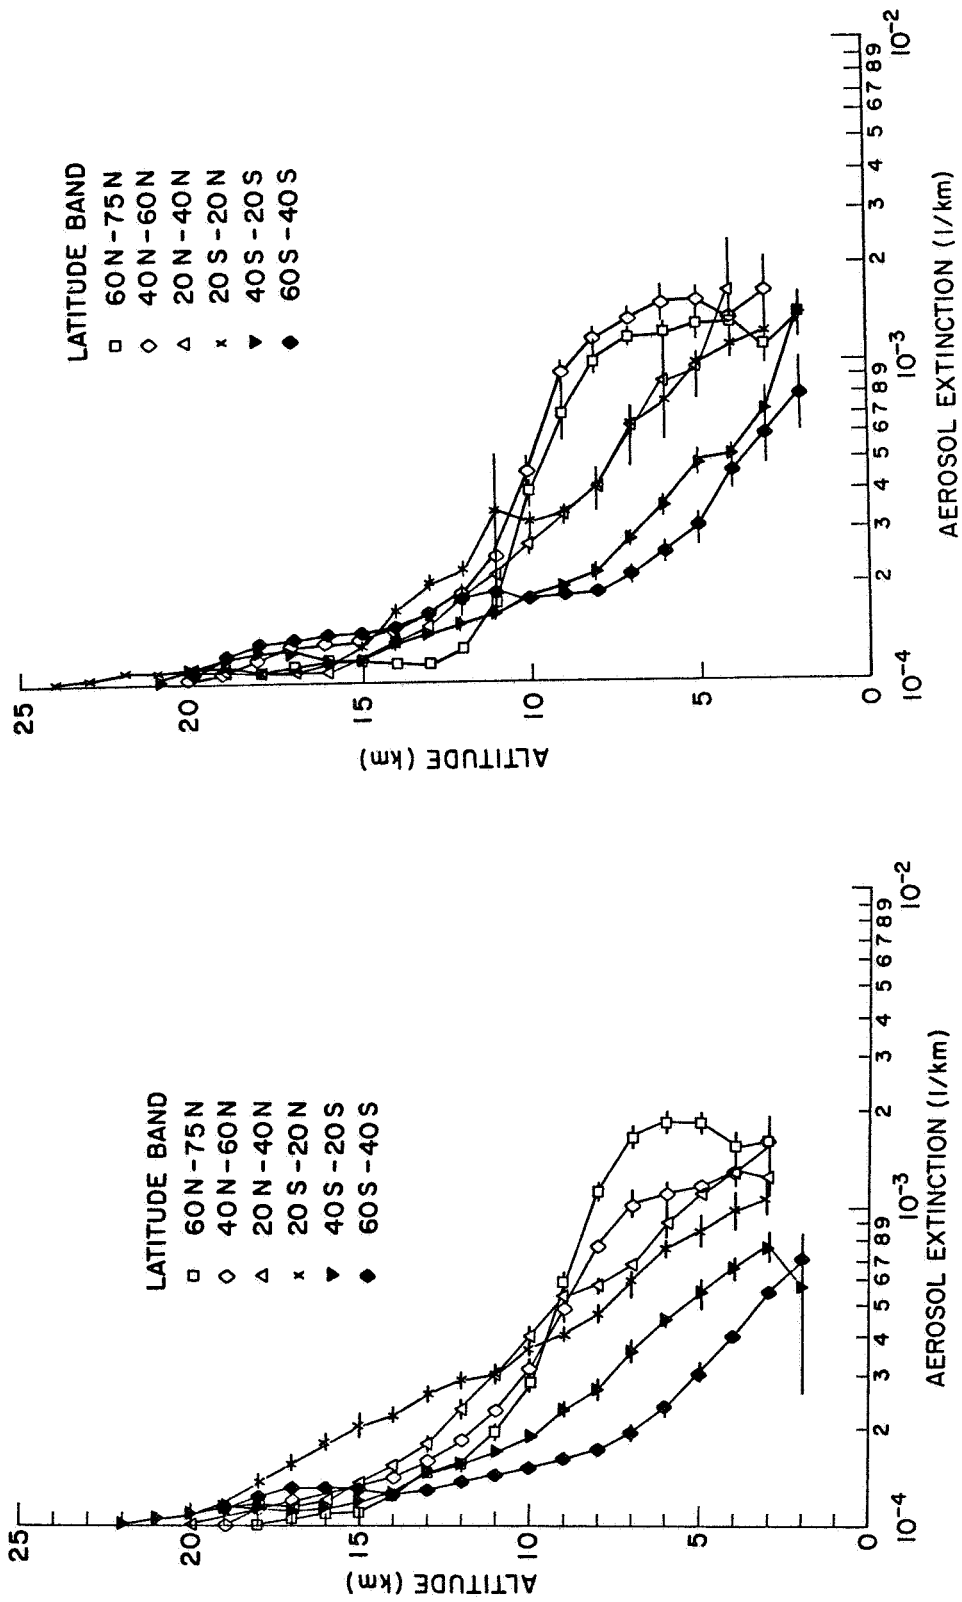 LATITUDE BAND
60N-75N
40N-60N
20N-40N
20S-20N
40S-20S
60S-40S
25
20
15
10
5
0
ALTITUDE (km)
10-4
2
3
4
5
6
7
8
9
10-3
2
3
4
5
6
7
8
9
10-2
AEROSOL EXTINCTION (1/km)
LATITUDE BAND
60N-75N
40N-60N
20N-40N
20S-20N
40S-20S
60S-40S
25
20
15
10
5
0
ALTITUDE (km)
10-4
2
3
4
5
6
7
8
9
10-3
2
3
4
5
6
7
8
9
10-2
AEROSOL EXTINCTION (1/km)